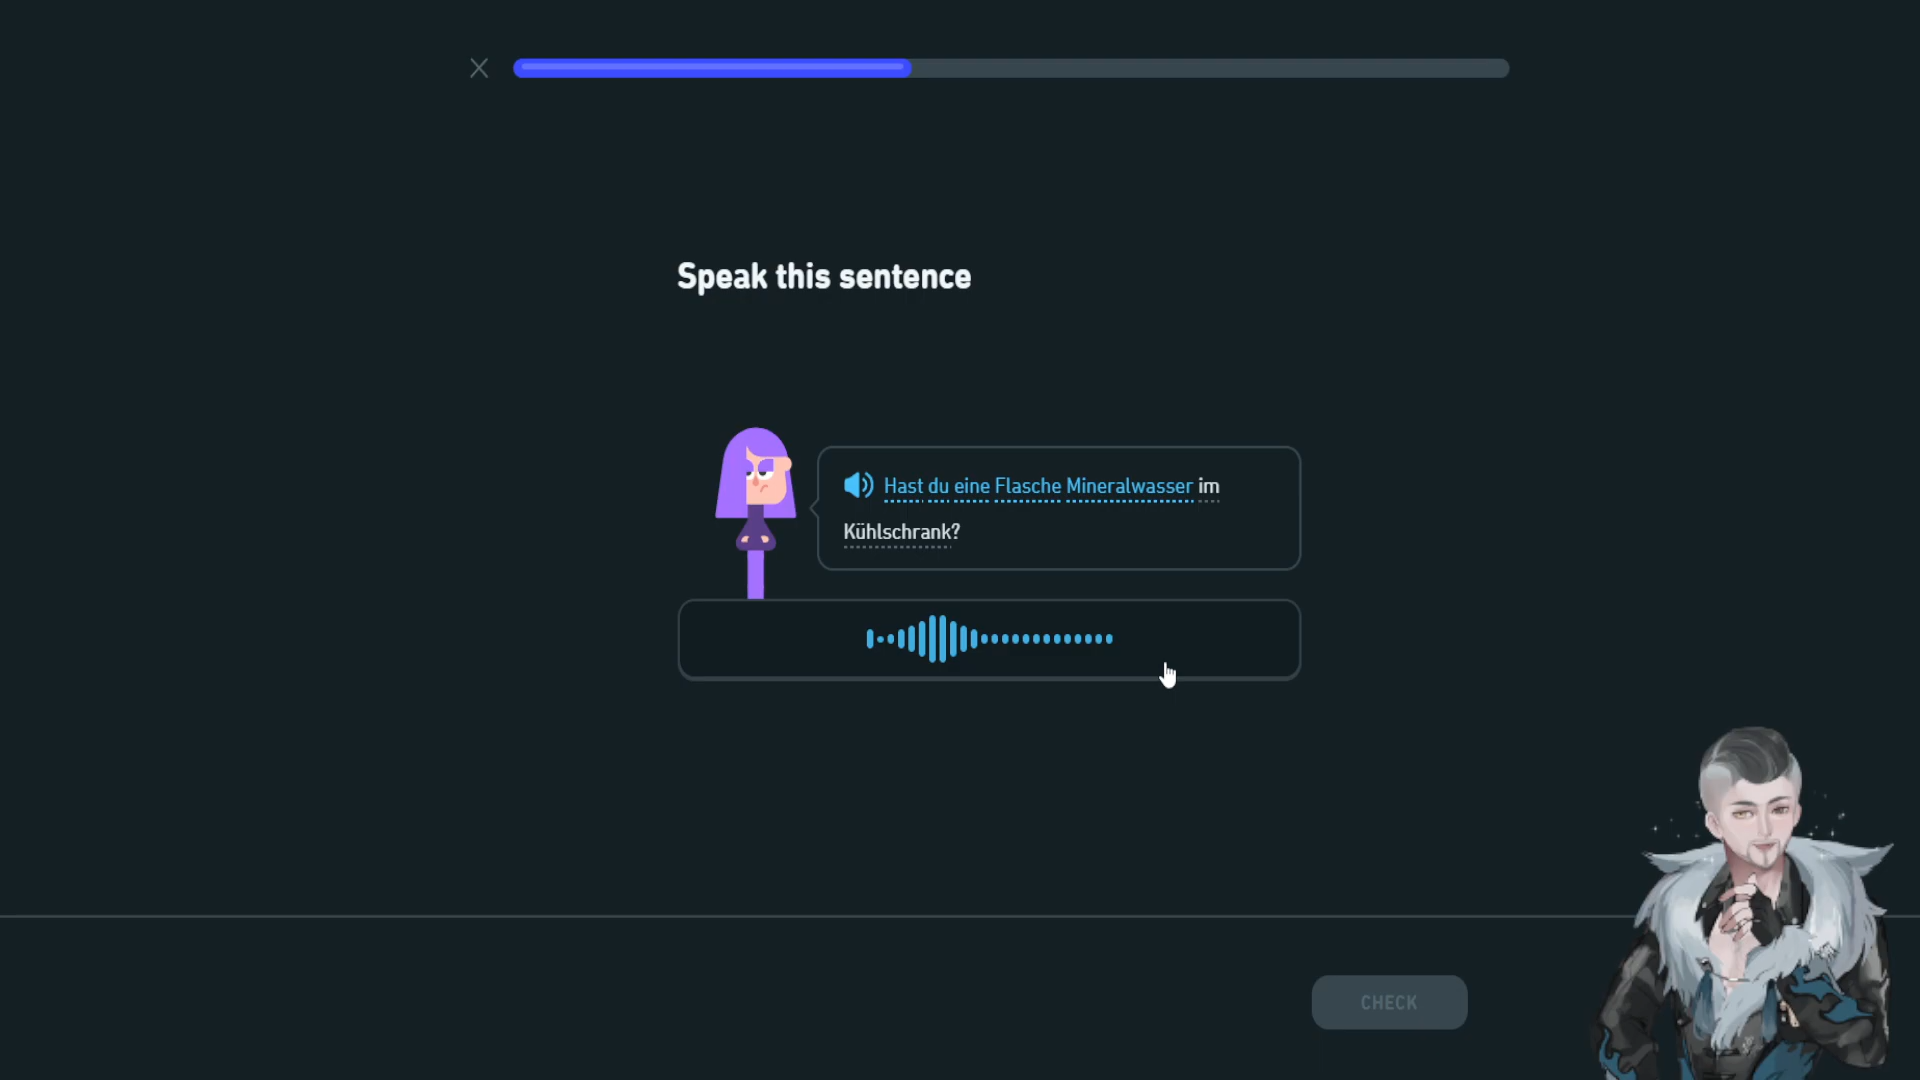 Speak this sentence
Hast du eine Flasche Mineralwasser im
Kühlschrank?
CHECK